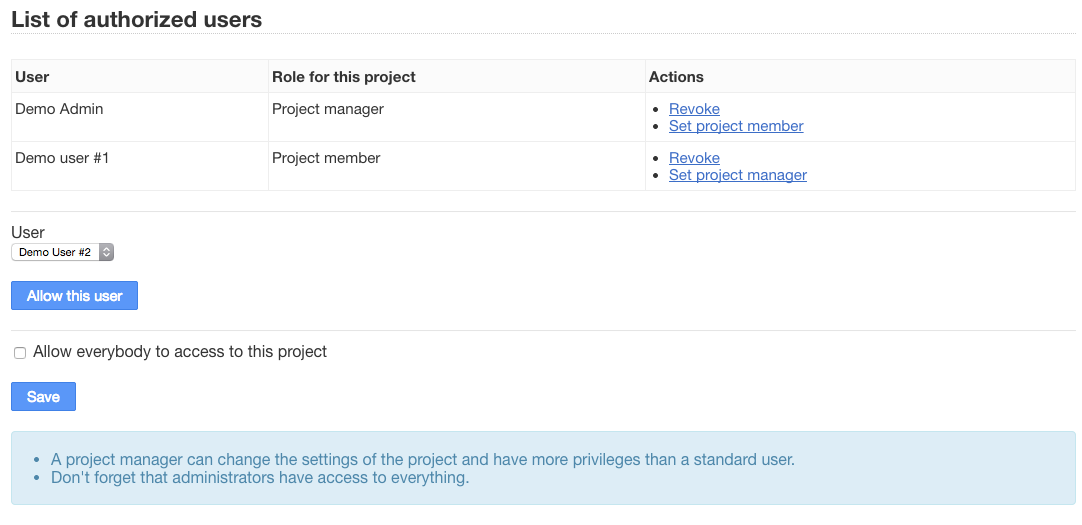 List of authorized users
User Role for this project Actions
Demo Admin Project manager Revoke
Set project member
Demo user #1 Project member Revoke
Set project manager
User
Demo User #2
Allow this user
Allow everybody to access to this project
Save
A project manager can change the settings of the project and have more privileges than a standard user.
Don't forget that administrators have access to everything.